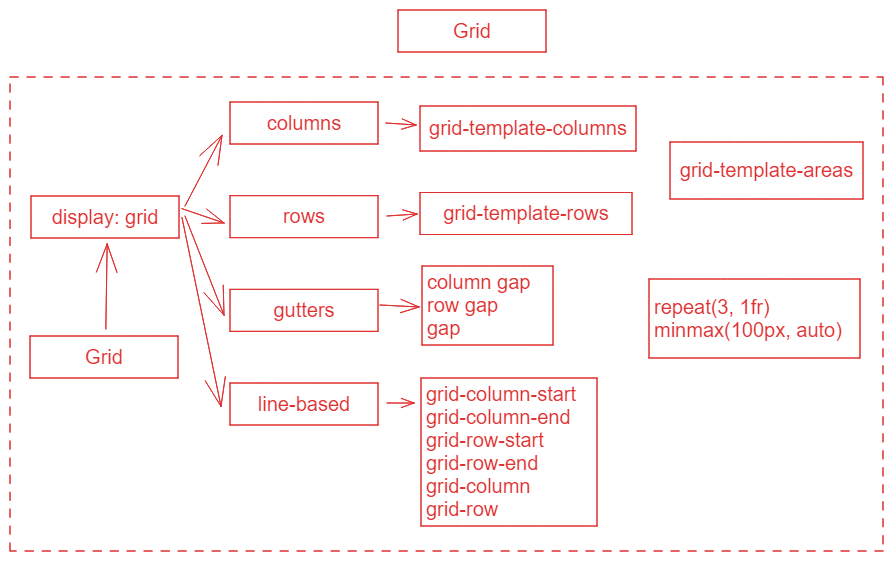 Grid
columns
grid-template-columns
grid-template-areas
display: grid
rows
grid-template-rows
gutters
column gap
row gap
gap
repeat(3, 1fr)
minmax(100px, auto)
Grid
line-based
grid-column-start
grid-column-end
grid-row-start
grid-row-end
grid-column
grid-row